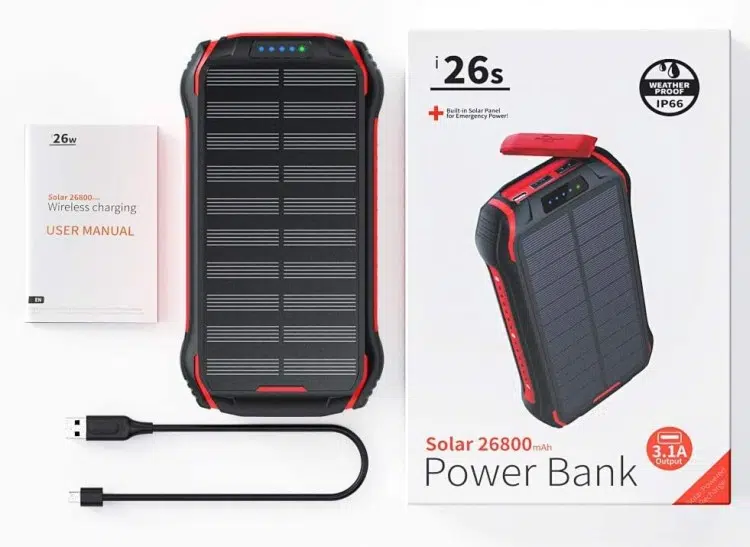 26w
Solar 26800mAh
Wireless charging
USER MANUAL
EN
i26s
Built-in Solar Panel
for Emergency Power!
WEATHER
PROOF
IP66
Solar 26800mAh
Power Bank
3.1A
Output